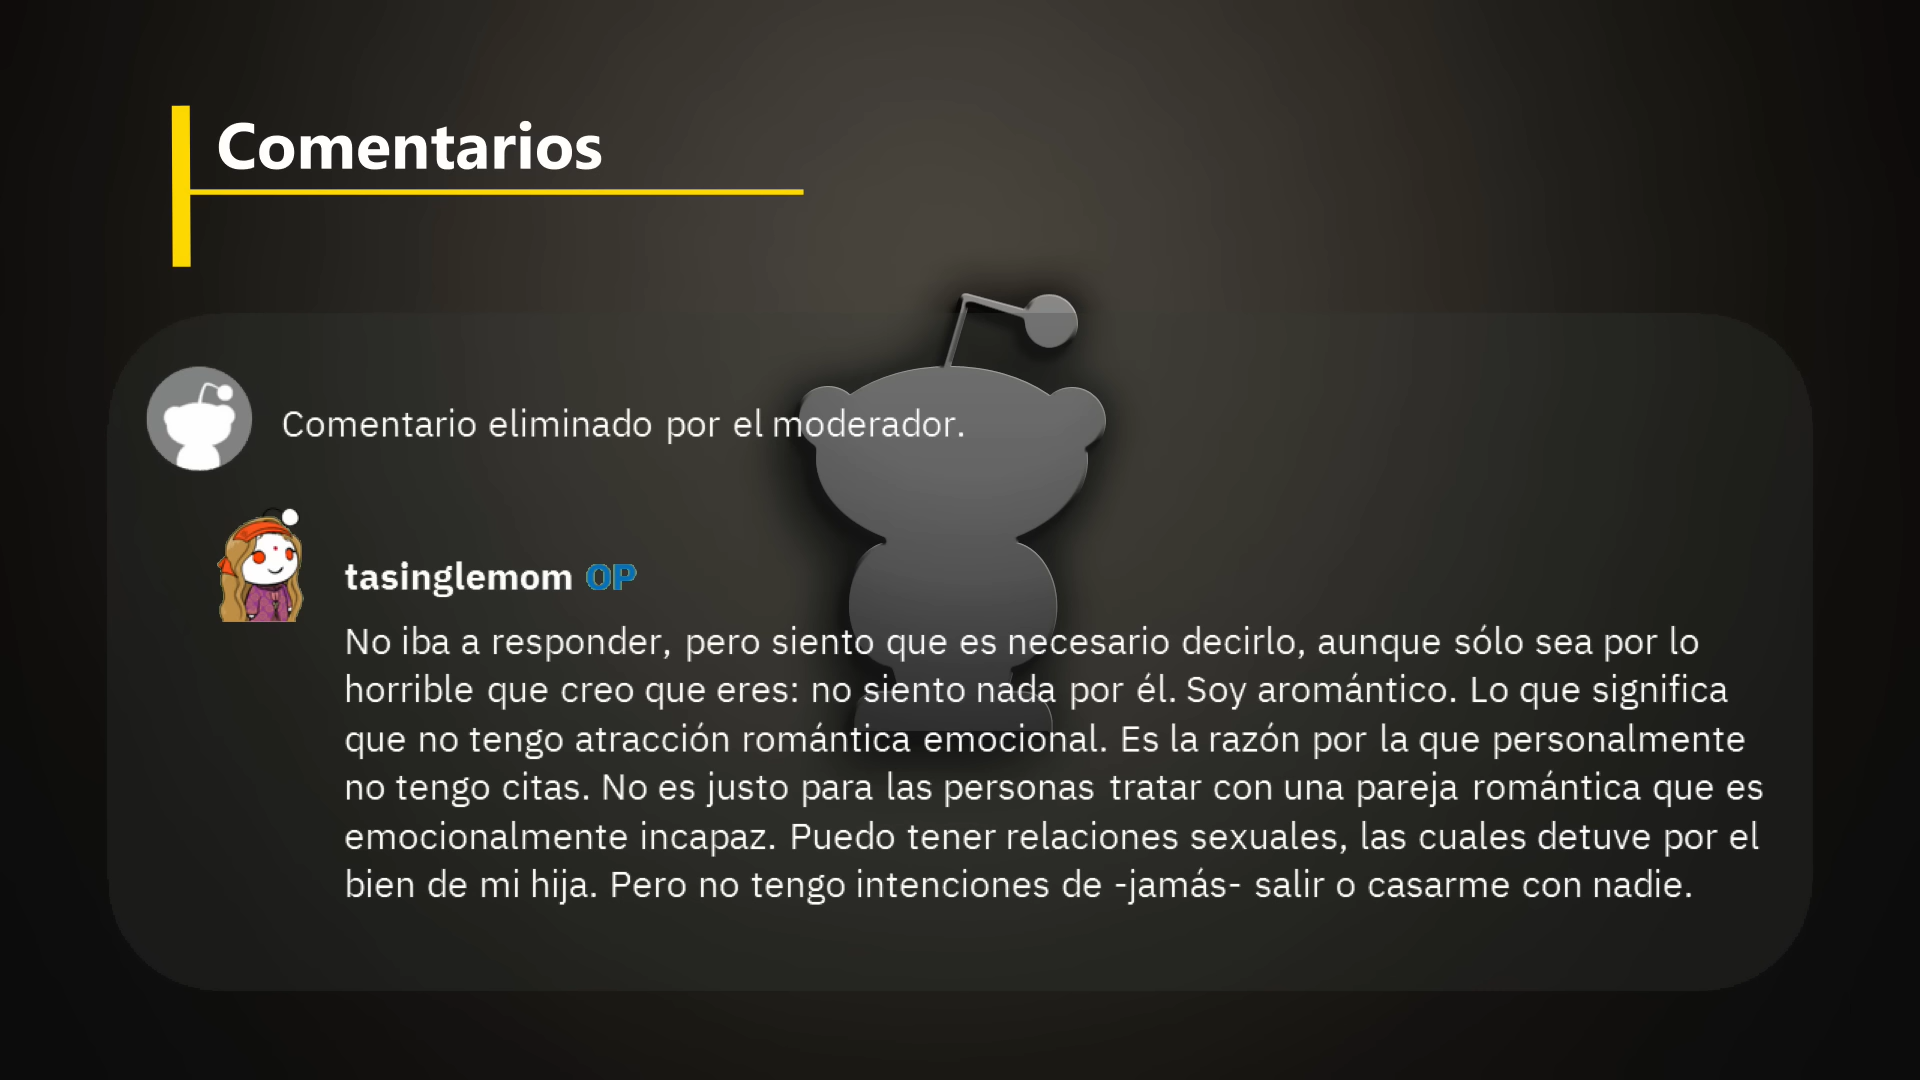 Comentarios
Comentario eliminado por el moderador.
tasinglemom OP
No iba a responder, pero siento que es necesario decirlo, aunque sólo sea por lo
horrible que creo que eres: no siento nada por él. Soy aromántico. Lo que significa
que no tengo atracción romántica emocional. Es la razón por la que personalmente
no tengo citas. No es justo para las personas tratar con una pareja romántica que es
emocionalmente incapaz. Puedo tener relaciones sexuales, las cuales detuve por el
bien de mi hija. Pero no tengo intenciones de -jamás- salir o casarme con nadie.